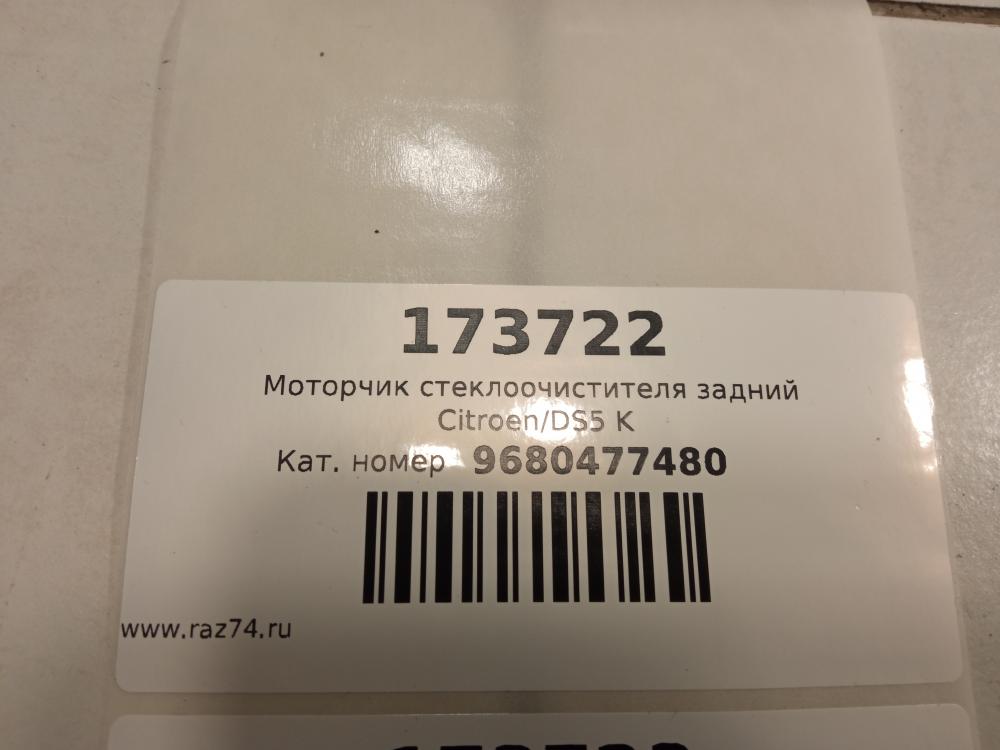 173722
Моторчик стеклоочистителя задний
Citroen/DS5 K
Кат. номер 9680477480
www.raz74.ru